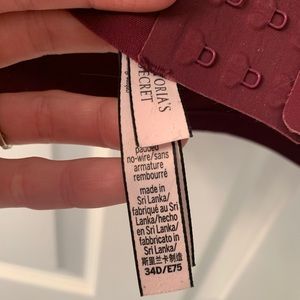 VICTORIA'S
SECRET
padded
no-wire/sans
armature
rembourré
made in
Sri Lanka/
fabriqué au Sri
Lanka/hecho
en Sri Lanka/
fabbricato in
Sri Lanka/
斯里兰卡制造
34D/E75